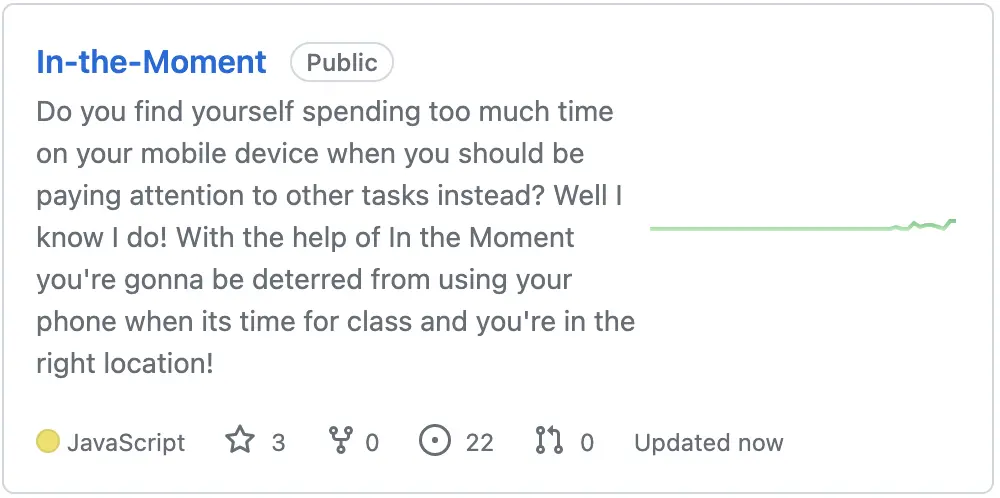 In-the-Moment Public
Do you find yourself spending too much time
on your mobile device when you should be
paying attention to other tasks instead? Well I
know I do! With the help of In the Moment
you're gonna be deterred from using your
phone when its time for class and you're in the
right location!
JavaScript 3 0 22 0 Updated now